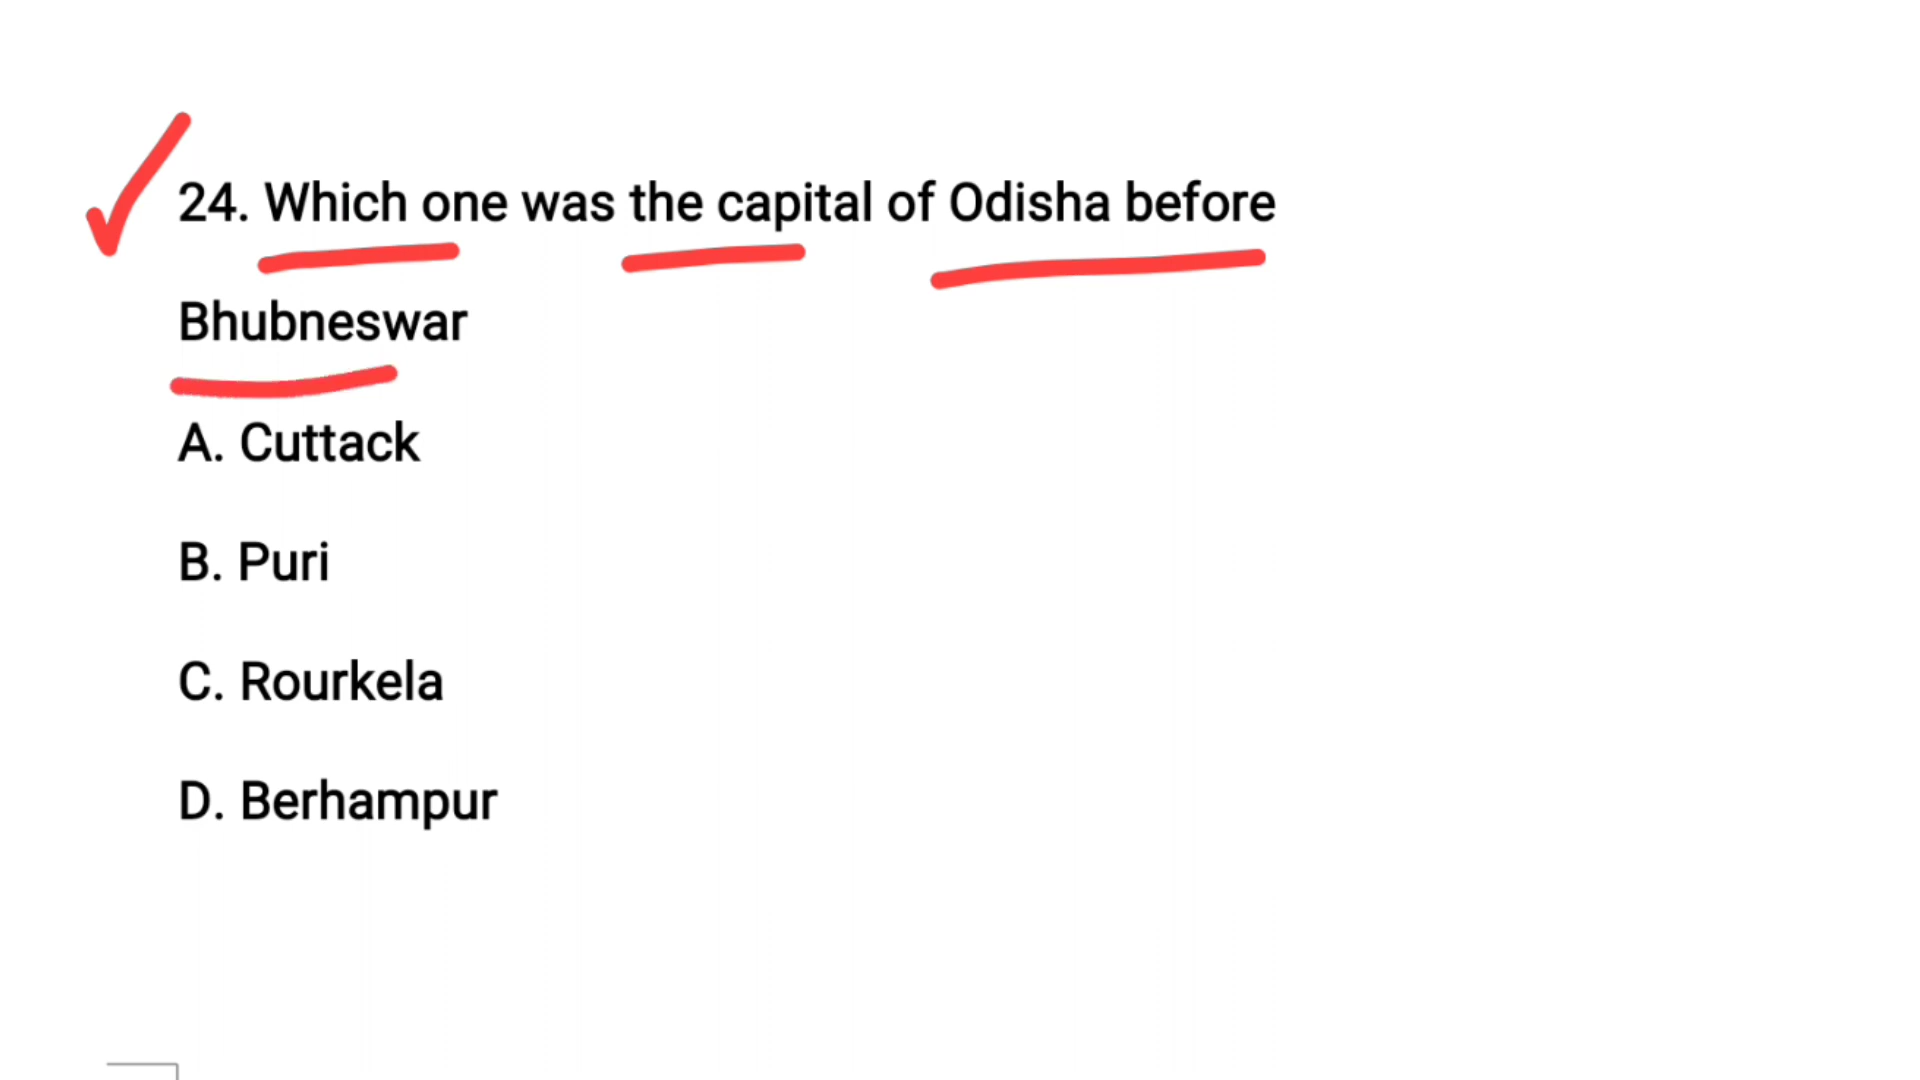 24. Which one was the capital of Odisha before
Bhubneswar
A. Cuttack
B. Puri
C. Rourkela
D. Berhampur